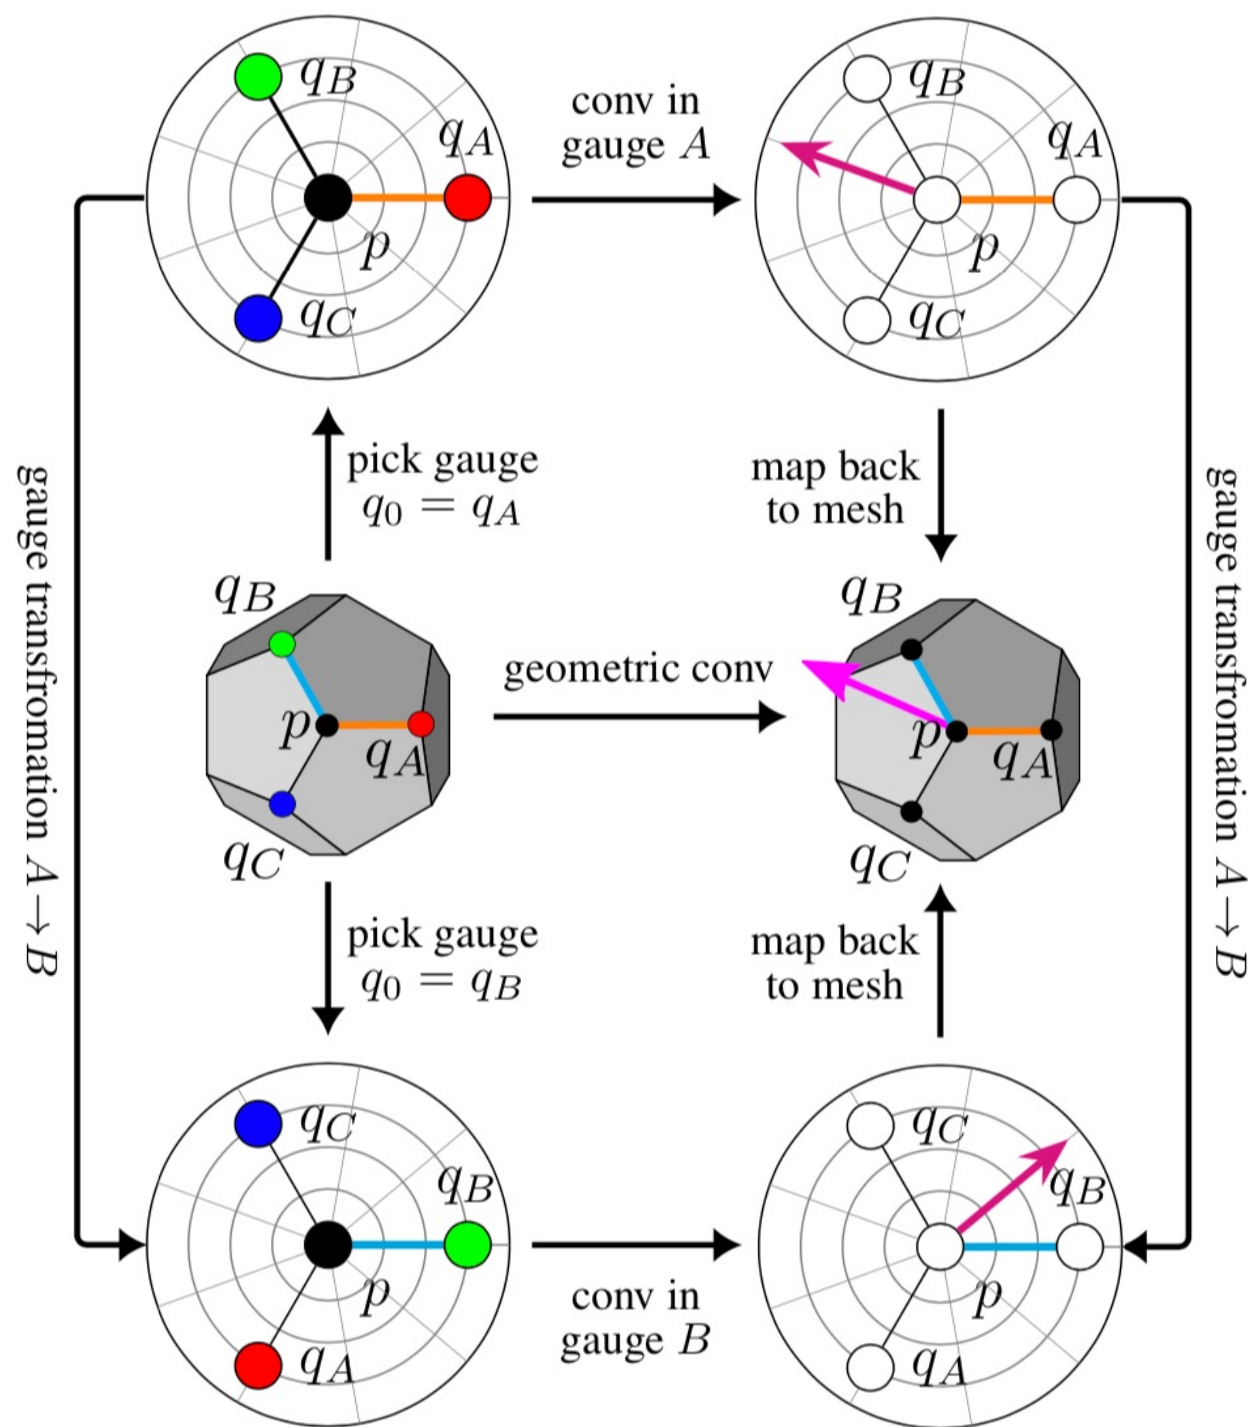 q_B
q_A
p
q_C
conv in
gauge A
q_B
q_A
p
q_C
pick gauge
q_0 = q_A
map back
to mesh
gauge transfromation A→B
gauge transfromation A→B
q_B
p
q_A
q_C
geometric conv
q_B
p
q_A
q_C
pick gauge
q_0 = q_B
map back
to mesh
q_C
q_B
p
q_A
conv in
gauge B
q_C
q_B
p
q_A